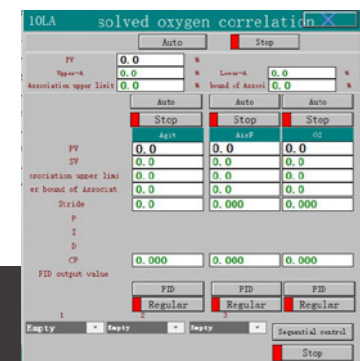 10LA solved oxygen correlation
Auto Stop
PV 0.0 %
Upper-A 0.0 % Lower-A 0.0 %
Association upper limit 0.0 % bound of Associ 0.0 %
Auto Auto Auto
Stop Stop Stop
Agit AirF O2
PV 0.0 0.0 0.0
SV 0.0 0.0 0.0
ssociation upper limi 0.0 0.0 0.0
er bound of Associat 0.0 0.0 0.0
Stride 0.0 0.000 0.000
P
I
D
CP 0.000 0.000 0.000
PID output value
PID PID PID
Regular Regular Regular
1 2 3
Empty Empty Empty Sequential control
Stop